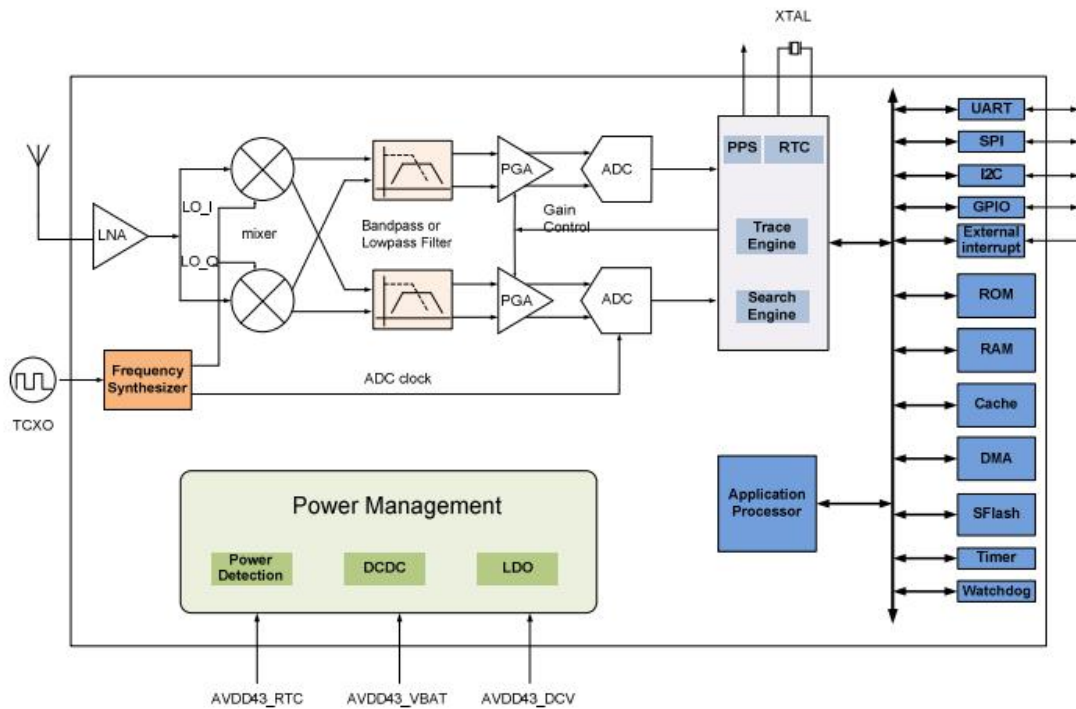 XTAL
UART
SPI
I2C
GPIO
External
interrupt
ROM
RAM
Cache
DMA
SFlash
Timer
Watchdog
PPS
RTC
Trace
Engine
Search
Engine
LNA
LO_I
LO_Q
mixer
Bandpass or
Lowpass Filter
PGA
ADC
Gain
Control
PGA
ADC
Frequency
Synthesizer
ADC clock
TCXO
Application
Processor
Power Management
Power
Detection
DCDC
LDO
AVDD43_RTC
AVDD43_VBAT
AVDD43_DCV